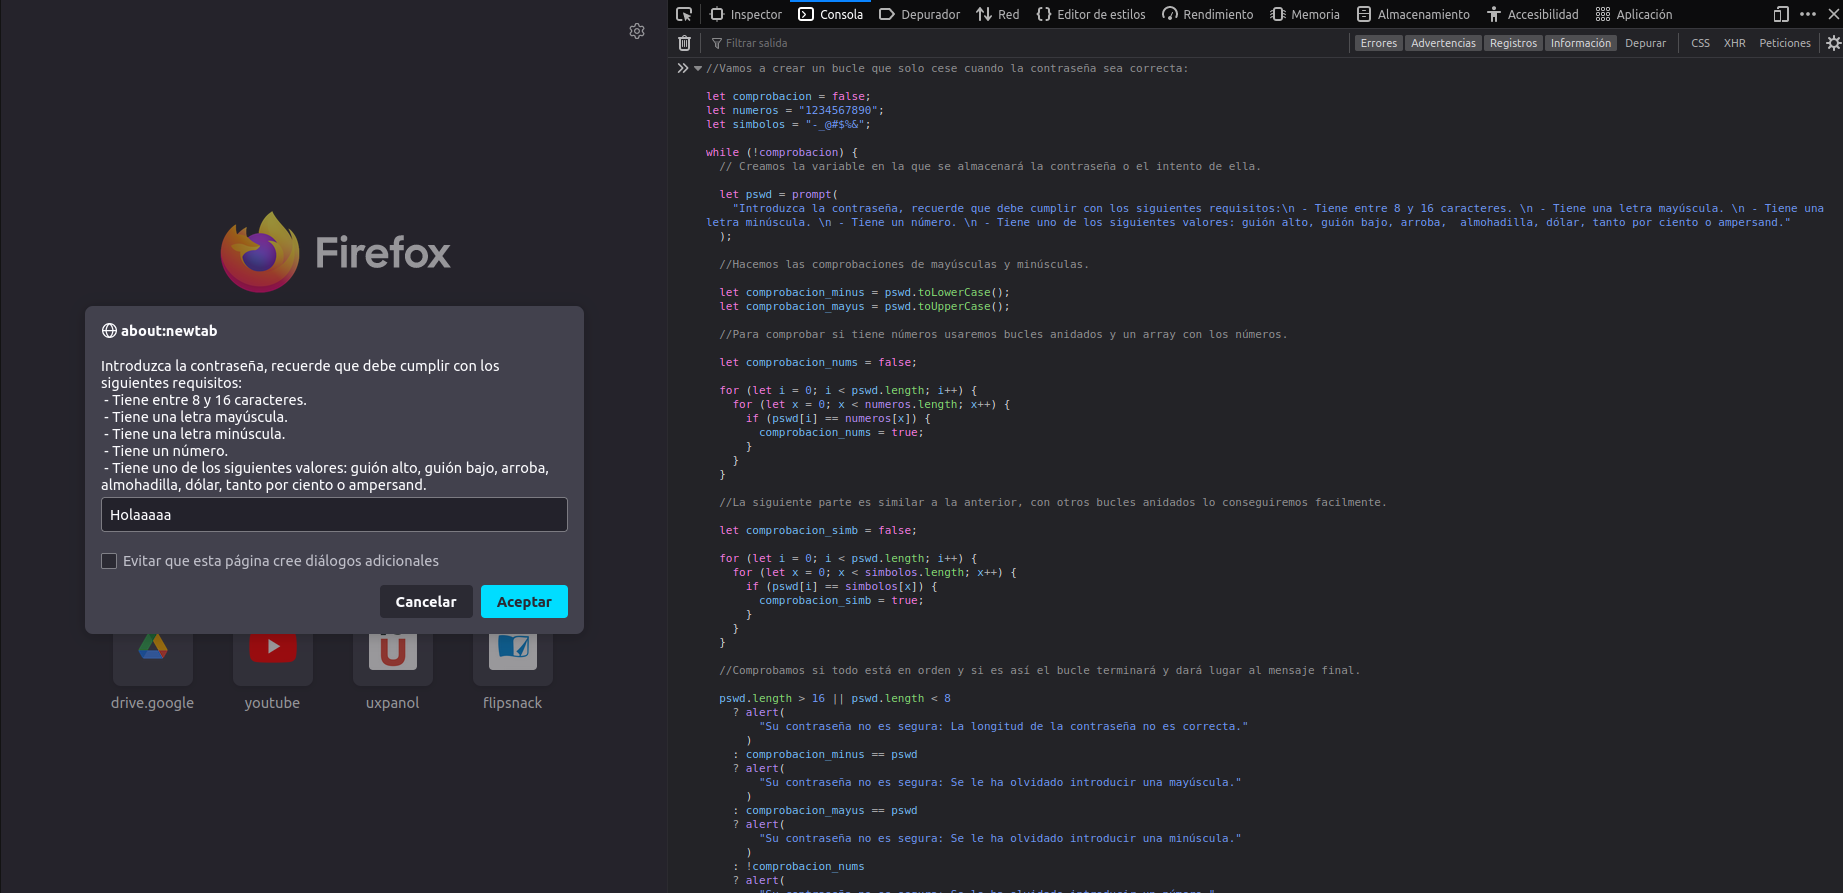 Firefox
about:newtab
Introduzca la contraseña, recuerde que debe cumplir con los
siguientes requisitos:
- Tiene entre 8 y 16 caracteres.
- Tiene una letra mayúscula.
- Tiene una letra minúscula.
- Tiene un número.
- Tiene uno de los siguientes valores: guión alto, guión bajo, arroba,
almohadilla, dólar, tanto por ciento o ampersand.
Holaaaaa
Evitar que esta página cree diálogos adicionales
Cancelar Aceptar
drive.google youtube uxpanol flipsnack
Inspector Consola Depurador Red Editor de estilos Rendimiento Memoria Almacenamiento Accesibilidad Aplicación
Filtrar salida Errores Advertencias Registros Información Depurar CSS XHR Peticiones
//Vamos a crear un bucle que solo cese cuando la contraseña sea correcta:
let comprobacion = false;
let numeros = "1234567890";
let simbolos = "-_@#$%&";
while (!comprobacion) {
// Creamos la variable en la que se almacenará la contraseña o el intento de ella.
let pswd = prompt(
"Introduzca la contraseña, recuerde que debe cumplir con los siguientes requisitos:\n - Tiene entre 8 y 16 caracteres. \n - Tiene una letra mayúscula. \n - Tiene una
letra minúscula. \n - Tiene un número. \n - Tiene uno de los siguientes valores: guión alto, guión bajo, arroba,  almohadilla, dólar, tanto por ciento o ampersand."
);
//Hacemos las comprobaciones de mayúsculas y minúsculas.
let comprobacion_minus = pswd.toLowerCase();
let comprobacion_mayus = pswd.toUpperCase();
//Para comprobar si tiene números usaremos bucles anidados y un array con los números.
let comprobacion_nums = false;
for (let i = 0; i < pswd.length; i++) {
for (let x = 0; x < numeros.length; x++) {
if (pswd[i] == numeros[x]) {
comprobacion_nums = true;
}
}
}
//La siguiente parte es similar a la anterior, con otros bucles anidados lo conseguiremos facilmente.
let comprobacion_simb = false;
for (let i = 0; i < pswd.length; i++) {
for (let x = 0; x < simbolos.length; x++) {
if (pswd[i] == simbolos[x]) {
comprobacion_simb = true;
}
}
}
//Comprobamos si todo está en orden y si es así el bucle terminará y dará lugar al mensaje final.
pswd.length > 16 || pswd.length < 8
? alert(
"Su contraseña no es segura: La longitud de la contraseña no es correcta."
)
: comprobacion_minus == pswd
? alert(
"Su contraseña no es segura: Se le ha olvidado introducir una mayúscula."
)
: comprobacion_mayus == pswd
? alert(
"Su contraseña no es segura: Se le ha olvidado introducir una minúscula."
)
: !comprobacion_nums
? alert(
"Su contraseña no es segura: Se le ha olvidado introducir un número."